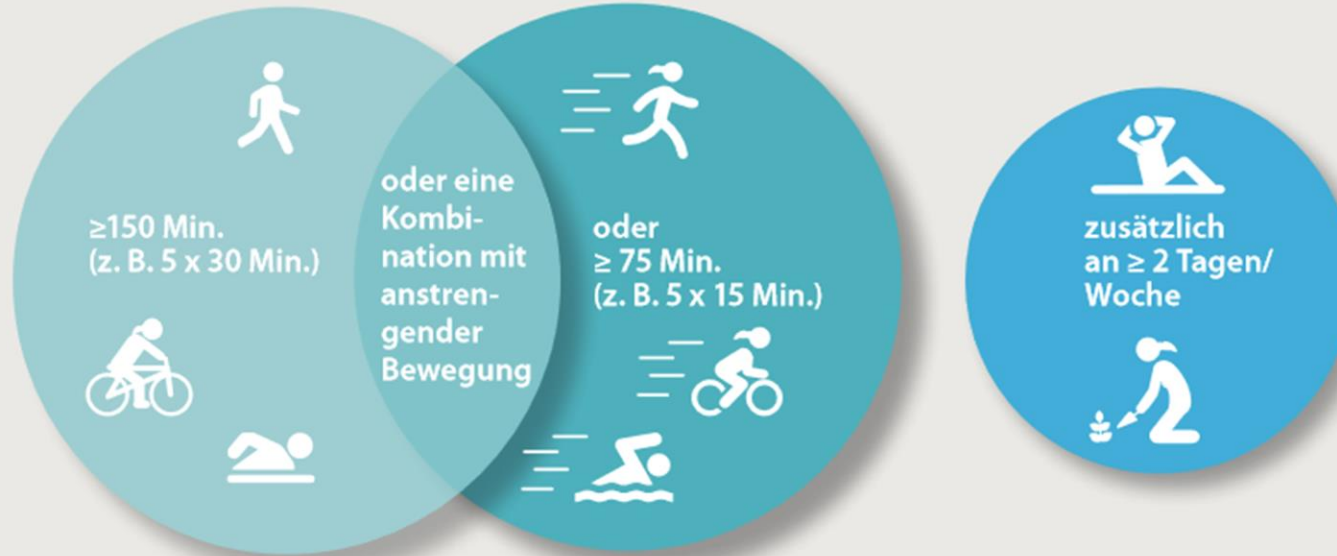 ≥150 Min.
(z. B. 5 x 30 Min.)
oder eine
Kombi-
nation mit
anstren-
gender
Bewegung
oder
≥ 75 Min.
(z. B. 5 x 15 Min.)
zusätzlich
an ≥ 2 Tagen/
Woche